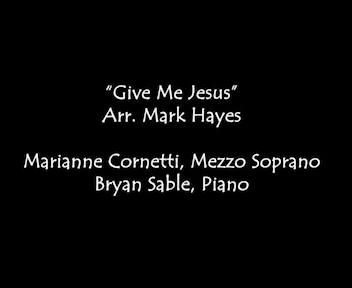 “Give Me Jesus”
Arr. Mark Hayes
Marianne Cornetti, Mezzo Soprano
Bryan Sable, Piano